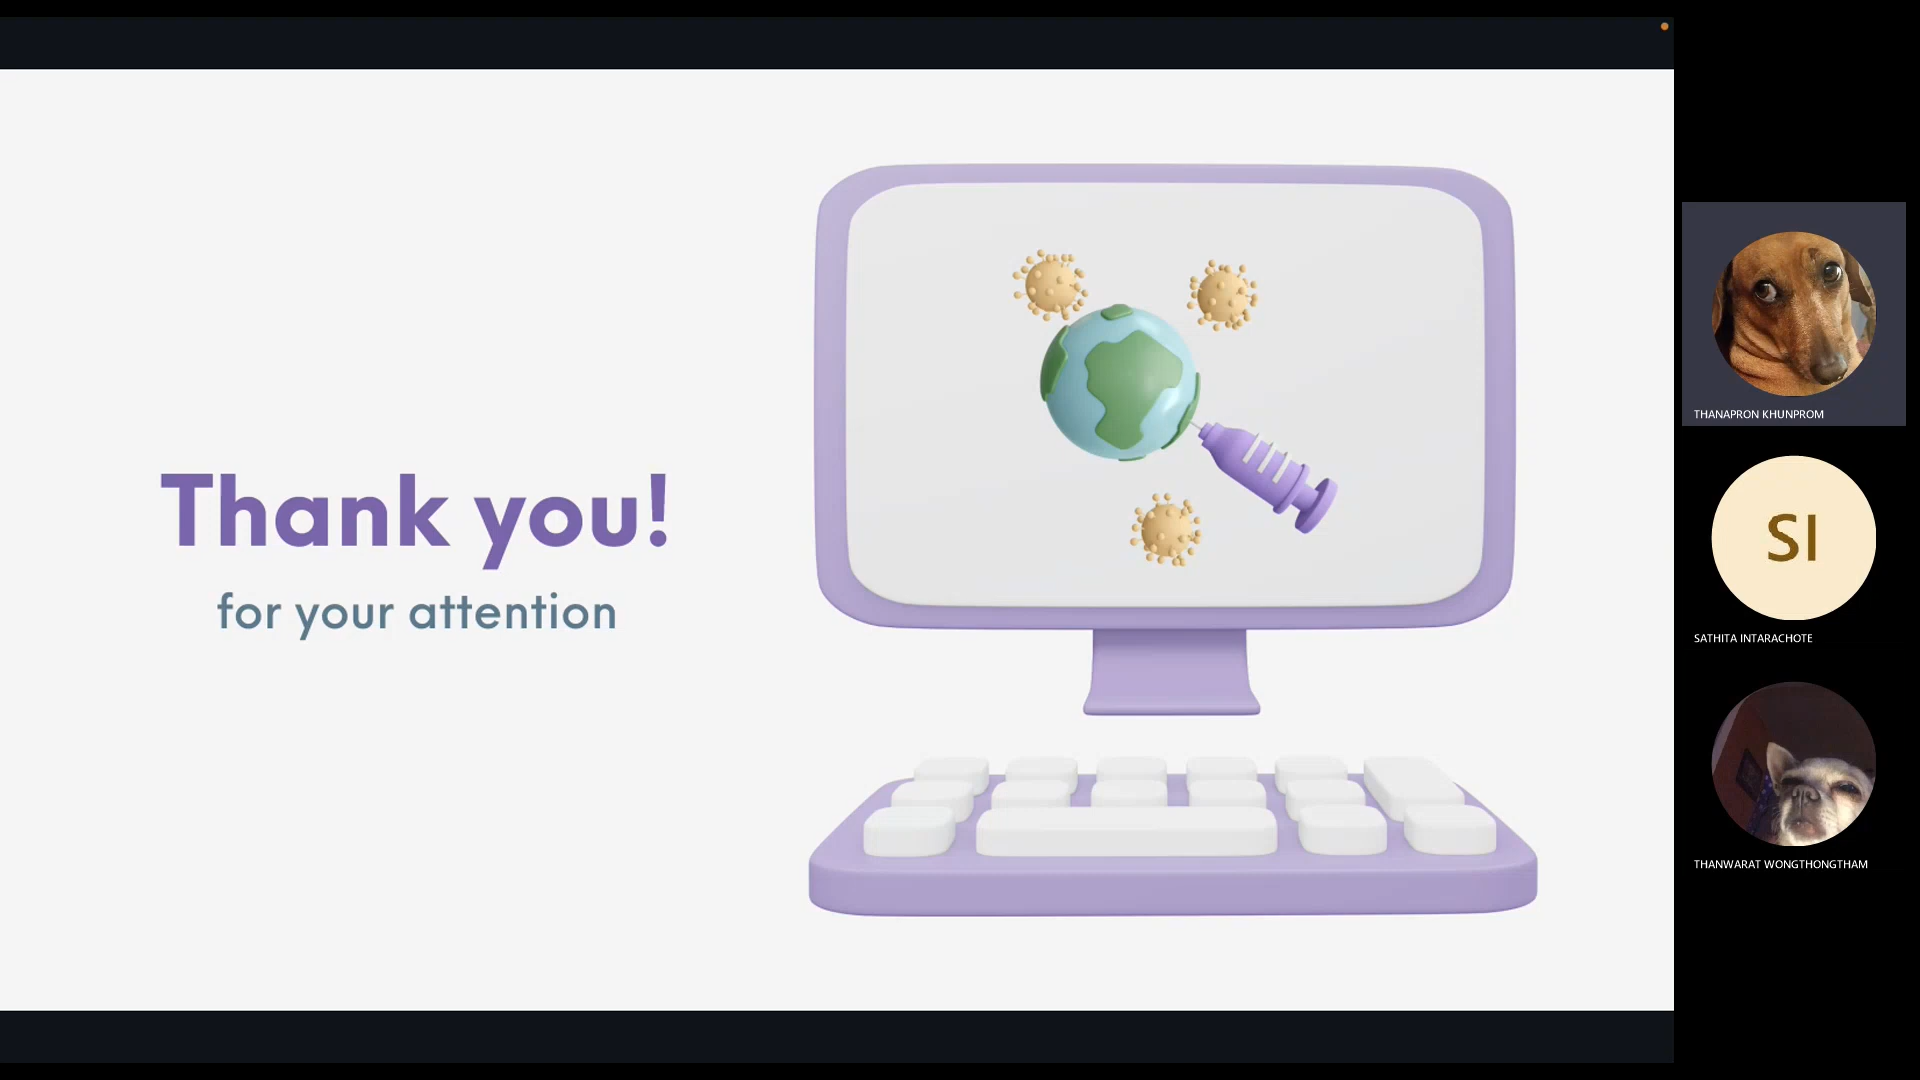 Thank you!
for your attention
THANAPRON KHUNPROM
SI
SATHITA INTARACHOTE
THANWARAT WONGTHONGTHAM